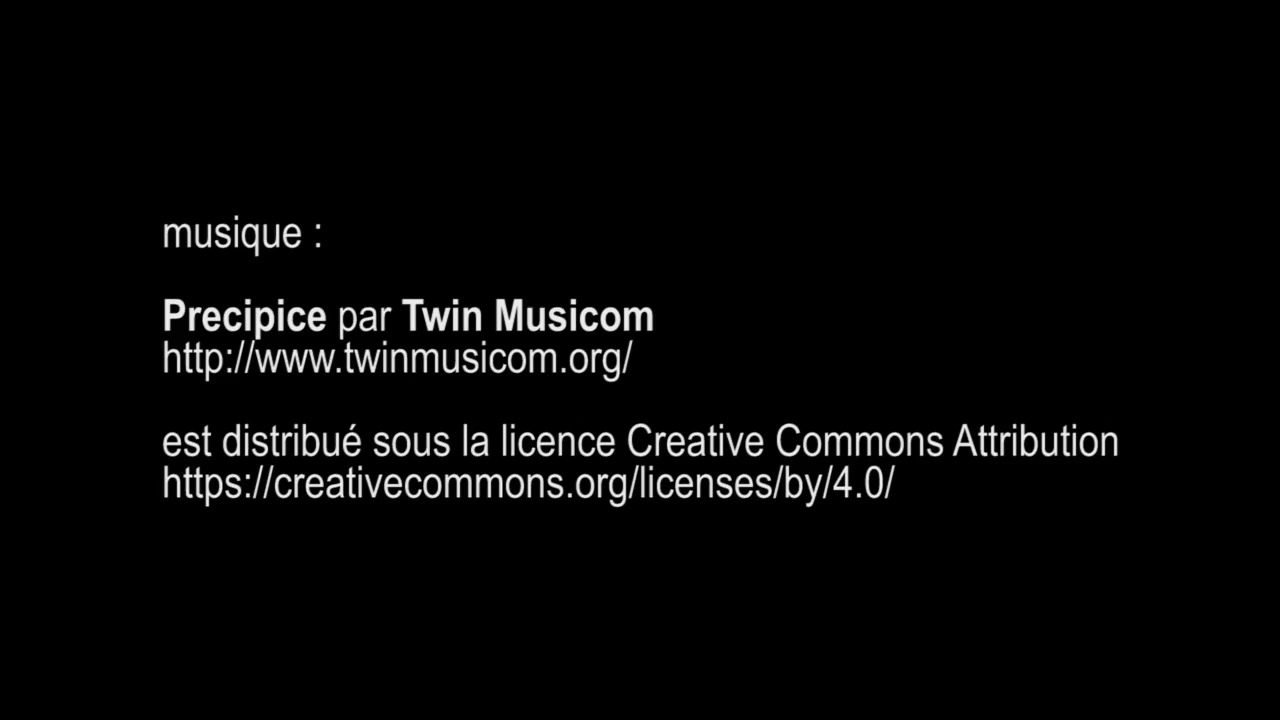 musique :
Precipice par Twin Musicom
http://www.twinmusicom.org/
est distribué sous la licence Creative Commons Attribution
https://creativecommons.org/licenses/by/4.0/